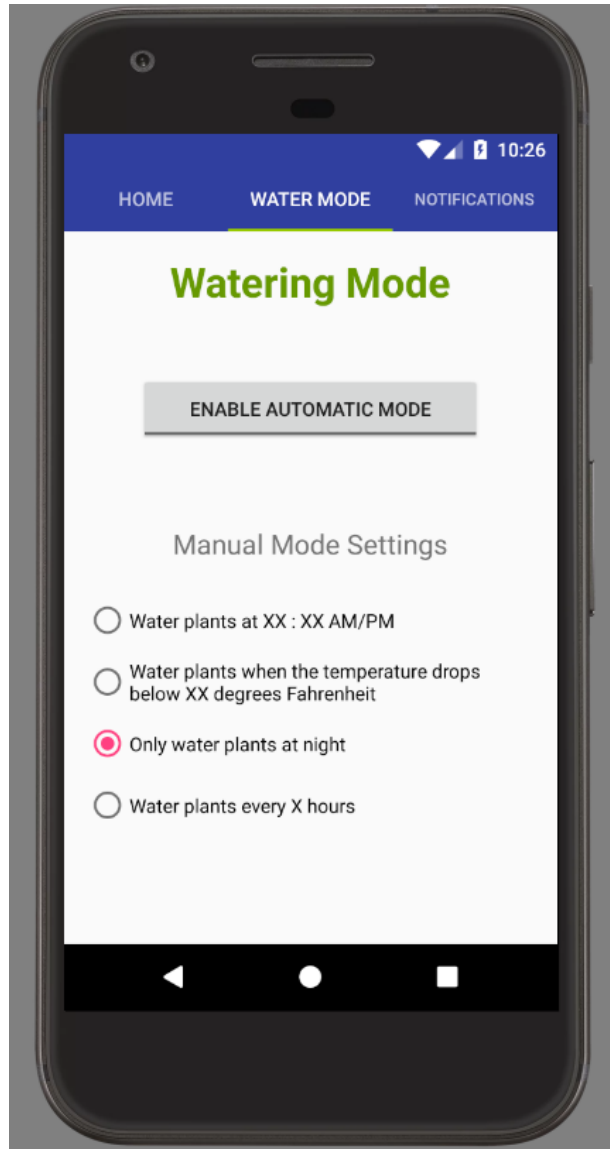 10:26
HOME WATER MODE NOTIFICATIONS
Watering Mode
ENABLE AUTOMATIC MODE
Manual Mode Settings
Water plants at XX : XX AM/PM
Water plants when the temperature drops
below XX degrees Fahrenheit
Only water plants at night
Water plants every X hours